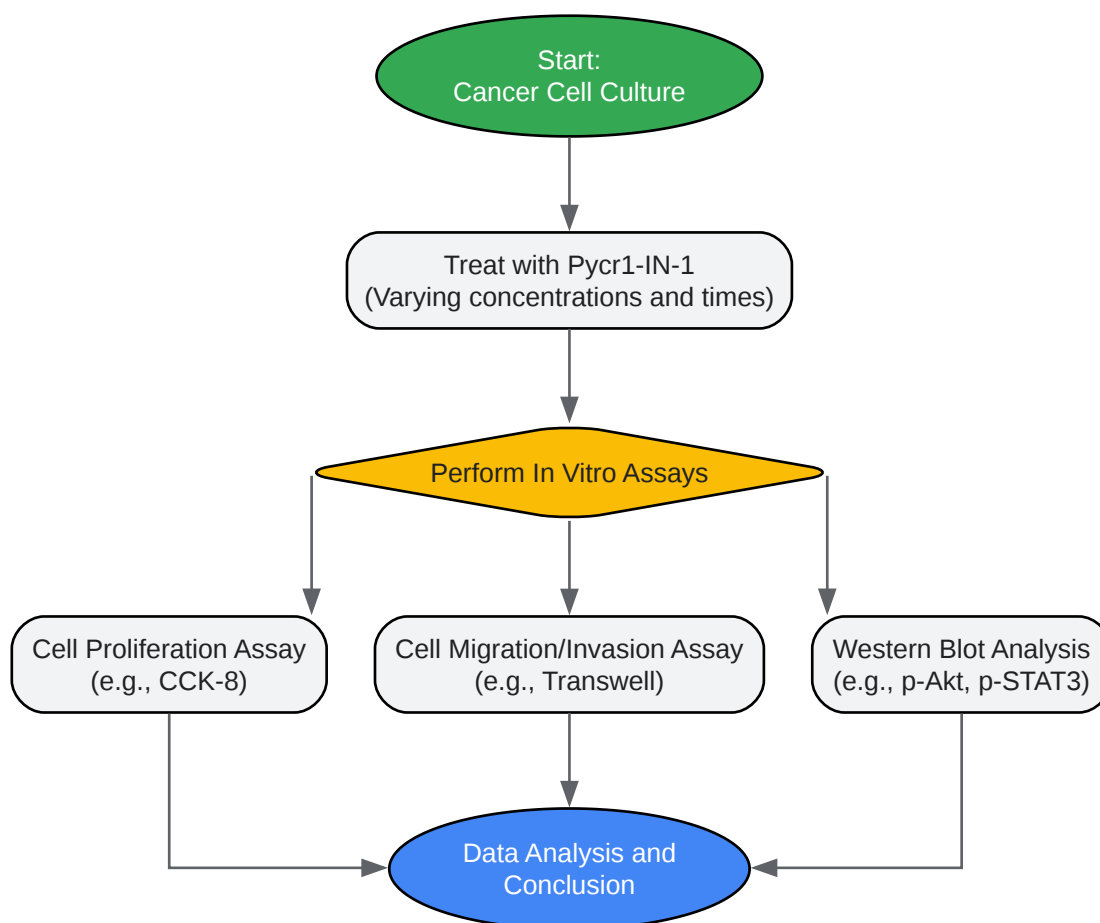 Start:
Cancer Cell Culture
Treat with Pycr1-IN-1
(Varying concentrations and times)
Perform In Vitro Assays
Cell Proliferation Assay
(e.g., CCK-8)
Cell Migration/Invasion Assay
(e.g., Transwell)
Western Blot Analysis
(e.g., p-Akt, p-STAT3)
Data Analysis and
Conclusion